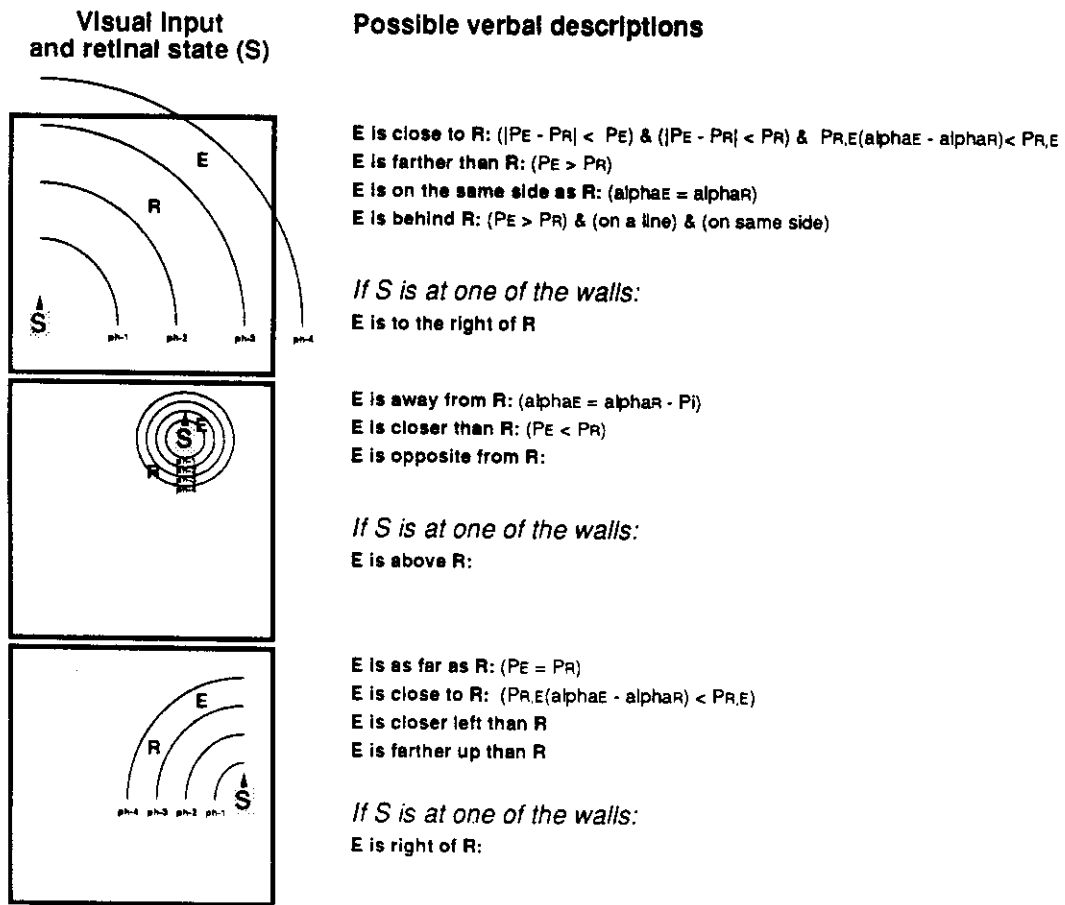 Visual Input
and retinal state (S)
Possible verbal descriptions
E
R
S
ph-1 ph-2 ph-3 ph-4
E is close to R: (|PE - PR| < PE) & (|PE - PR| < PR) & PR,E(alphaE - alphaR)< PR,E
E is farther than R: (PE > PR)
E is on the same side as R: (alphaE = alphaR)
E is behind R: (PE > PR) & (on a line) & (on same side)
If S is at one of the walls:
E is to the right of R
E
S
R
E is away from R: (alphaE = alphaR - Pi)
E is closer than R: (PE < PR)
E is opposite from R:
If S is at one of the walls:
E is above R:
E
R
S
ph-4 ph-3 ph-2 ph-1
E is as far as R: (PE = PR)
E is close to R: (PR,E(alphaE - alphaR) < PR,E)
E is closer left than R
E is farther up than R
If S is at one of the walls:
E is right of R: